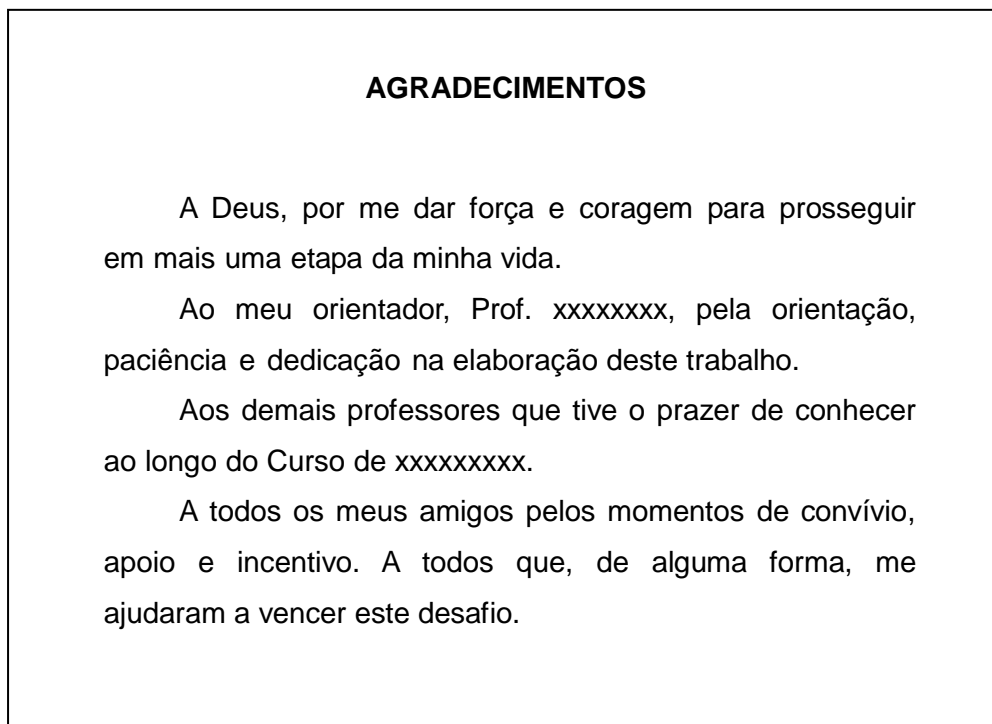 AGRADECIMENTOS
A Deus, por me dar força e coragem para prosseguir
em mais uma etapa da minha vida.
Ao meu orientador, Prof. xxxxxxxx, pela orientação,
paciência e dedicação na elaboração deste trabalho.
Aos demais professores que tive o prazer de conhecer
ao longo do Curso de xxxxxxxxx.
A todos os meus amigos pelos momentos de convívio,
apoio e incentivo. A todos que, de alguma forma, me
ajudaram a vencer este desafio.